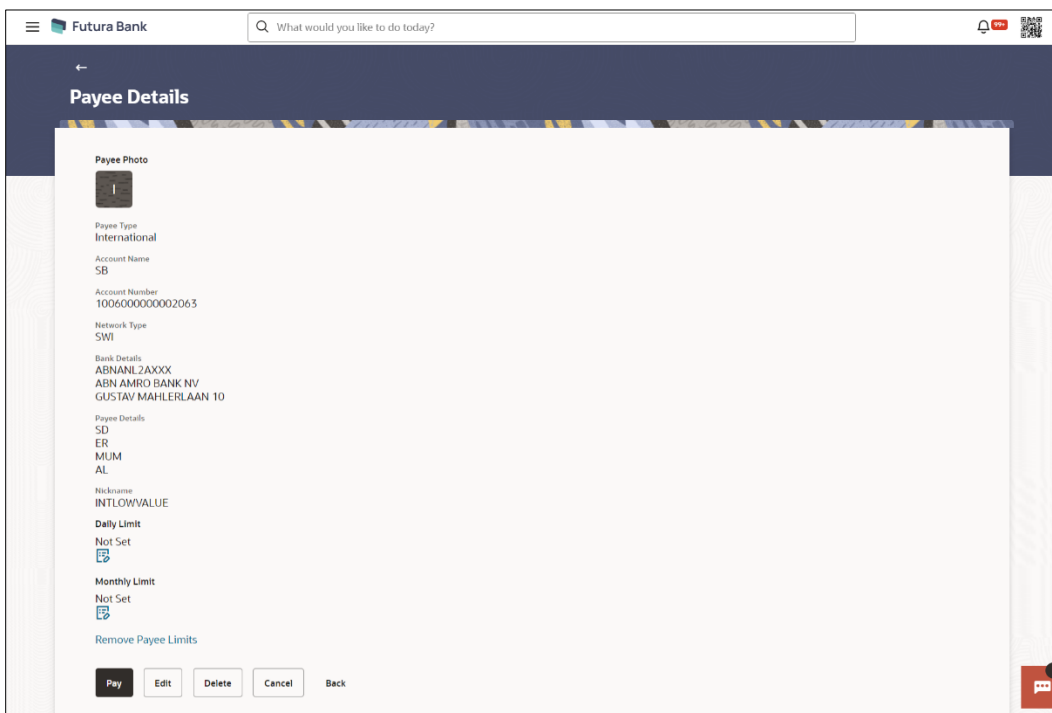 Futura Bank
What would you like to do today?
99+
Payee Details
Payee Photo
I
Payee Type
International
Account Name
SB
Account Number
1006000000002063
Network Type
SWI
Bank Details
ABNANL2AXXX
ABN AMRO BANK NV
GUSTAV MAHLERLAAN 10
Payee Details
SD
ER
MUM
AL
Nickname
INTLOWVALUE
Daily Limit
Not Set
Monthly Limit
Not Set
Remove Payee Limits
Pay Edit Delete Cancel Back